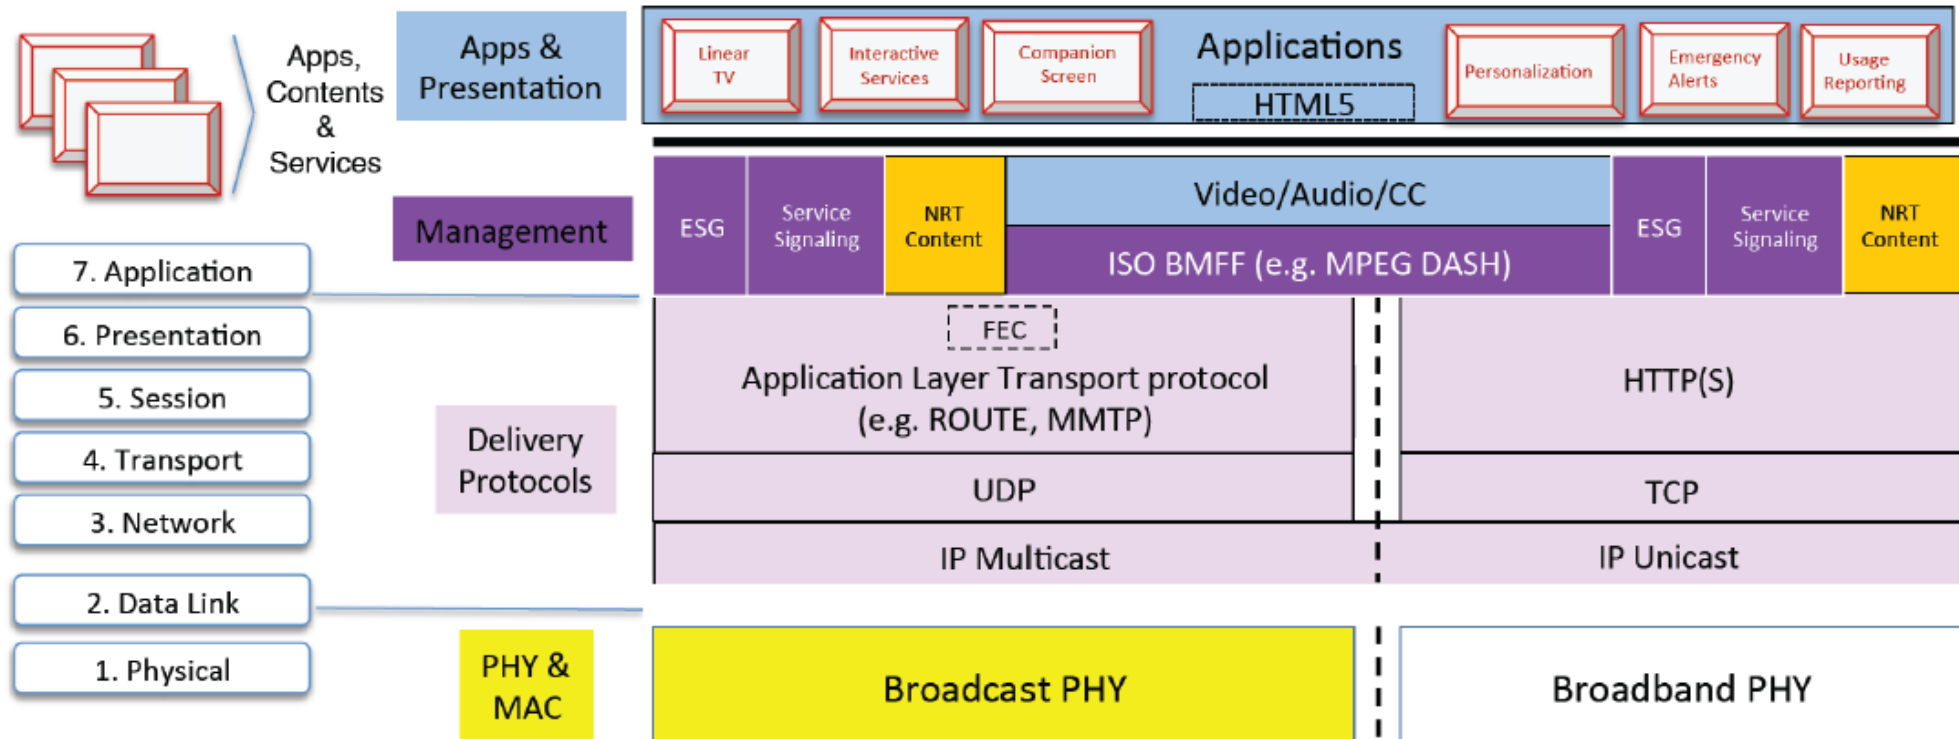 Apps,
Contents
&
Services
Apps &
Presentation
Linear
TV
Interactive
Services
Companion
Screen
Applications
HTML5
Personalization
Emergency
Alerts
Usage
Reporting
Management
ESG
Service
Signaling
NRT
Content
Video/Audio/CC
ISO BMFF (e.g. MPEG DASH)
ESG
Service
Signaling
NRT
Content
7. Application
6. Presentation
5. Session
4. Transport
3. Network
2. Data Link
1. Physical
Delivery
Protocols
FEC
Application Layer Transport protocol
(e.g. ROUTE, MMTP)
HTTP(S)
UDP
TCP
IP Multicast
IP Unicast
PHY &
MAC
Broadcast PHY
Broadband PHY